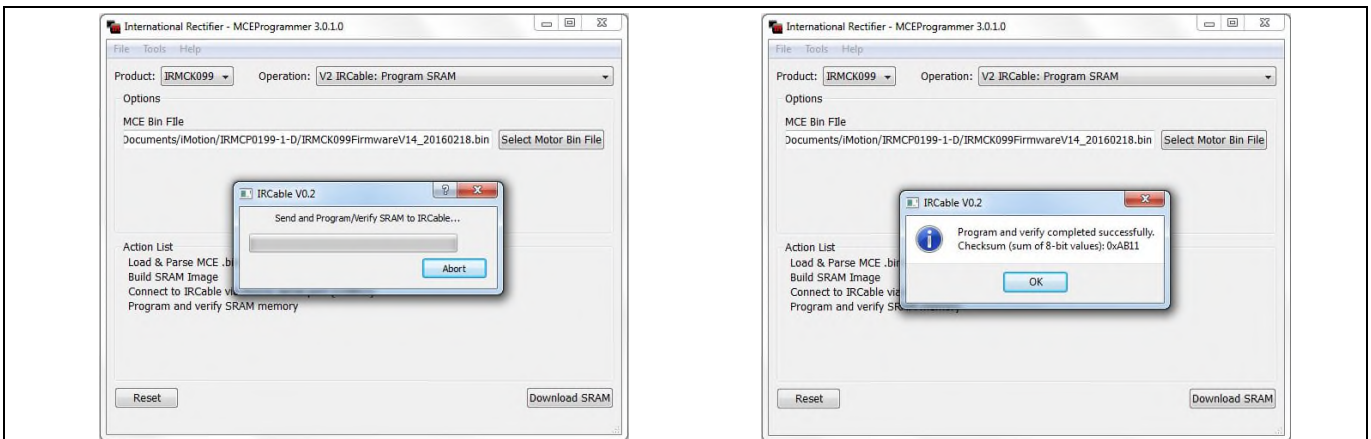 International Rectifier - MCEProgrammer 3.0.1.0
File Tools Help
Product: IRMCK099 Operation: V2 IRCable: Program SRAM
Options
MCE Bin FIle
Documents/iMotion/IRMCP0199-1-D/IRMCK099FirmwareV14_20160218.bin Select Motor Bin File
IRCable V0.2
Send and Program/Verify SRAM to IRCable...
Abort
Action List
Load & Parse MCE .bi
Build SRAM Image
Connect to IRCable vi
Program and verify SRAM memory
Reset Download SRAM
International Rectifier - MCEProgrammer 3.0.1.0
File Tools Help
Product: IRMCK099 Operation: V2 IRCable: Program SRAM
Options
MCE Bin FIle
Documents/iMotion/IRMCP0199-1-D/IRMCK099FirmwareV14_20160218.bin Select Motor Bin File
IRCable V0.2
Program and verify completed successfully.
Checksum (sum of 8-bit values): 0xAB11
OK
Action List
Load & Parse MCE .bin
Build SRAM Image
Connect to IRCable via
Program and verify SR
Reset Download SRAM